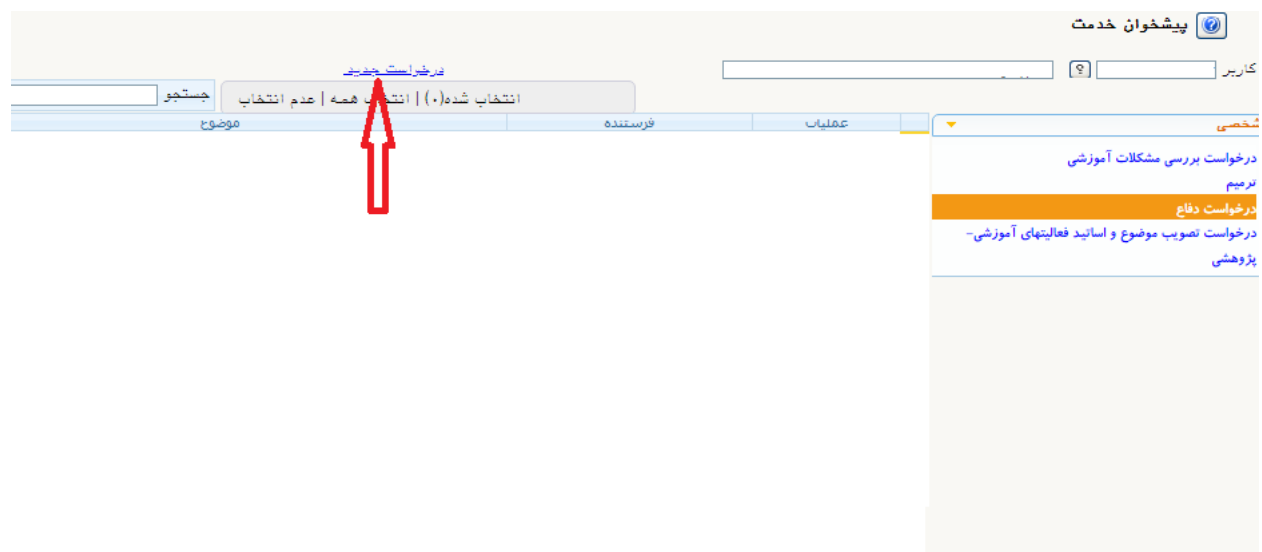 پیشخوان خدمت
کاربر
درخواست جدید
انتخاب شده(۰) | انتخاب همه | عدم انتخاب
جستجو
عملیات فرستنده موضوع
شخصی
درخواست بررسی مشکلات آموزشی
ترمیم
درخواست دفاع
درخواست تصویب موضوع و اساتید فعالیتهای آموزشی-
پژوهشی